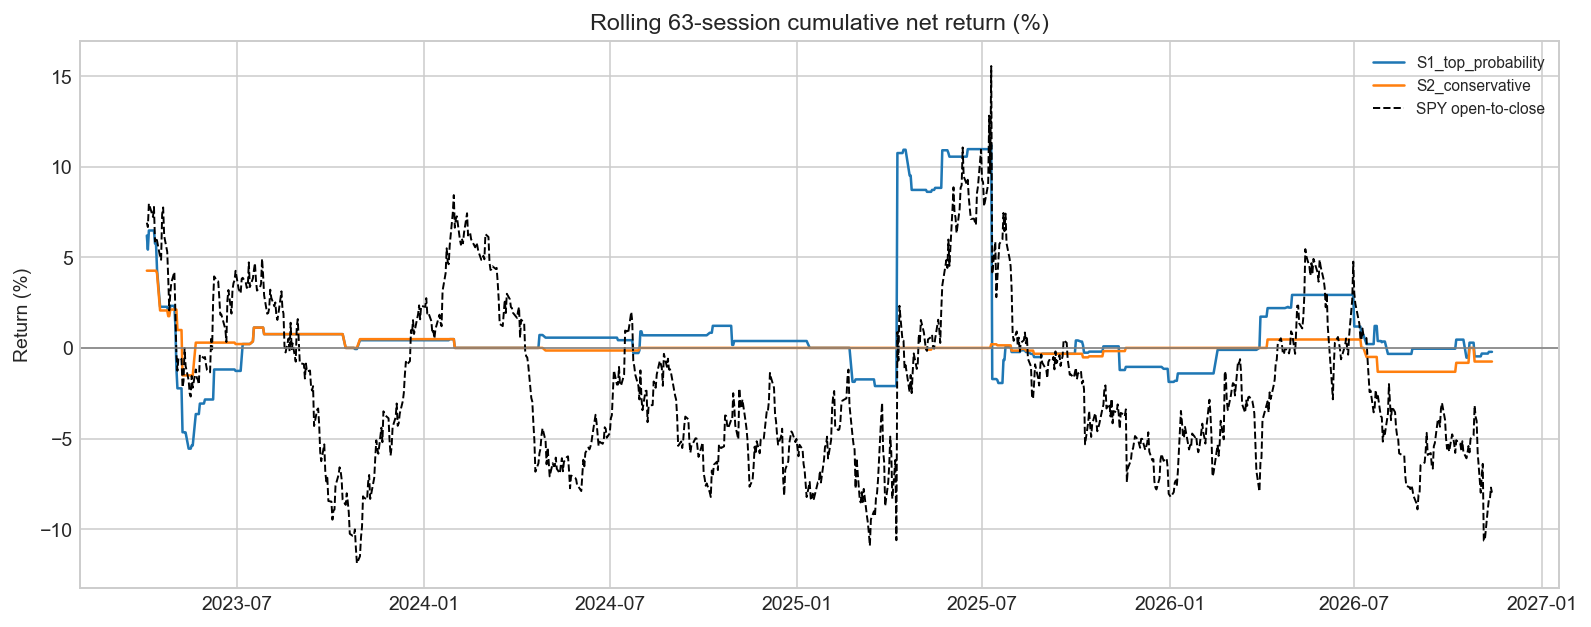 Rolling 63-session cumulative net return (%)
S1_top_probability
S2_conservative
SPY open-to-close
Return (%)
15
10
5
0
−5
−10
2023-07
2024-01
2024-07
2025-01
2025-07
2026-01
2026-07
2027-01